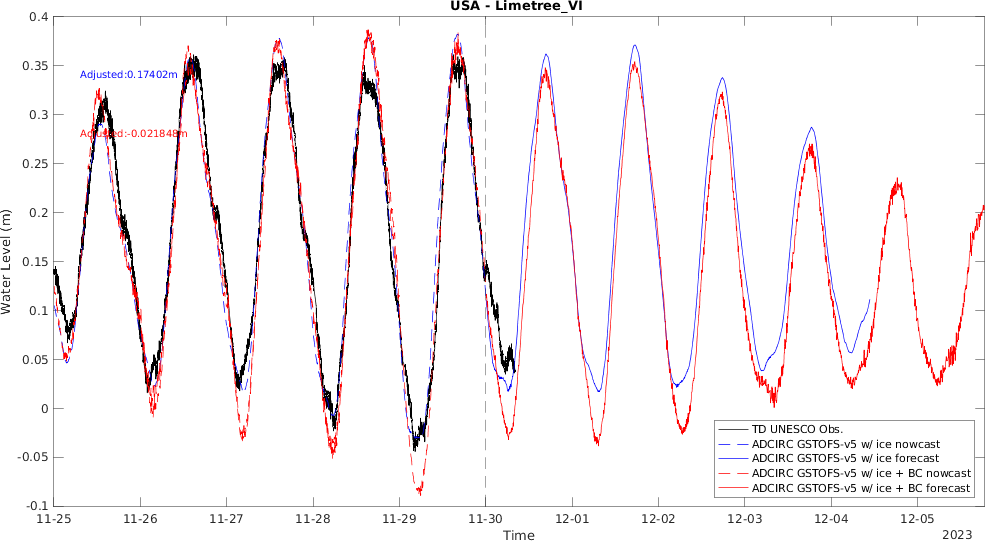 USA - Limetree_VI
0.4
0.35
0.3
0.25
0.2
0.15
0.1
0.05
0
-0.05
-0.1
Water Level (m)
Adjusted:0.17402m
Adjusted:-0.021848m
TD UNESCO Obs.
ADCIRC GSTOFS-v5 w/ ice nowcast
ADCIRC GSTOFS-v5 w/ ice forecast
ADCIRC GSTOFS-v5 w/ ice + BC nowcast
ADCIRC GSTOFS-v5 w/ ice + BC forecast
11-25 11-26 11-27 11-28 11-29 11-30 12-01 12-02 12-03 12-04 12-05
Time
2023